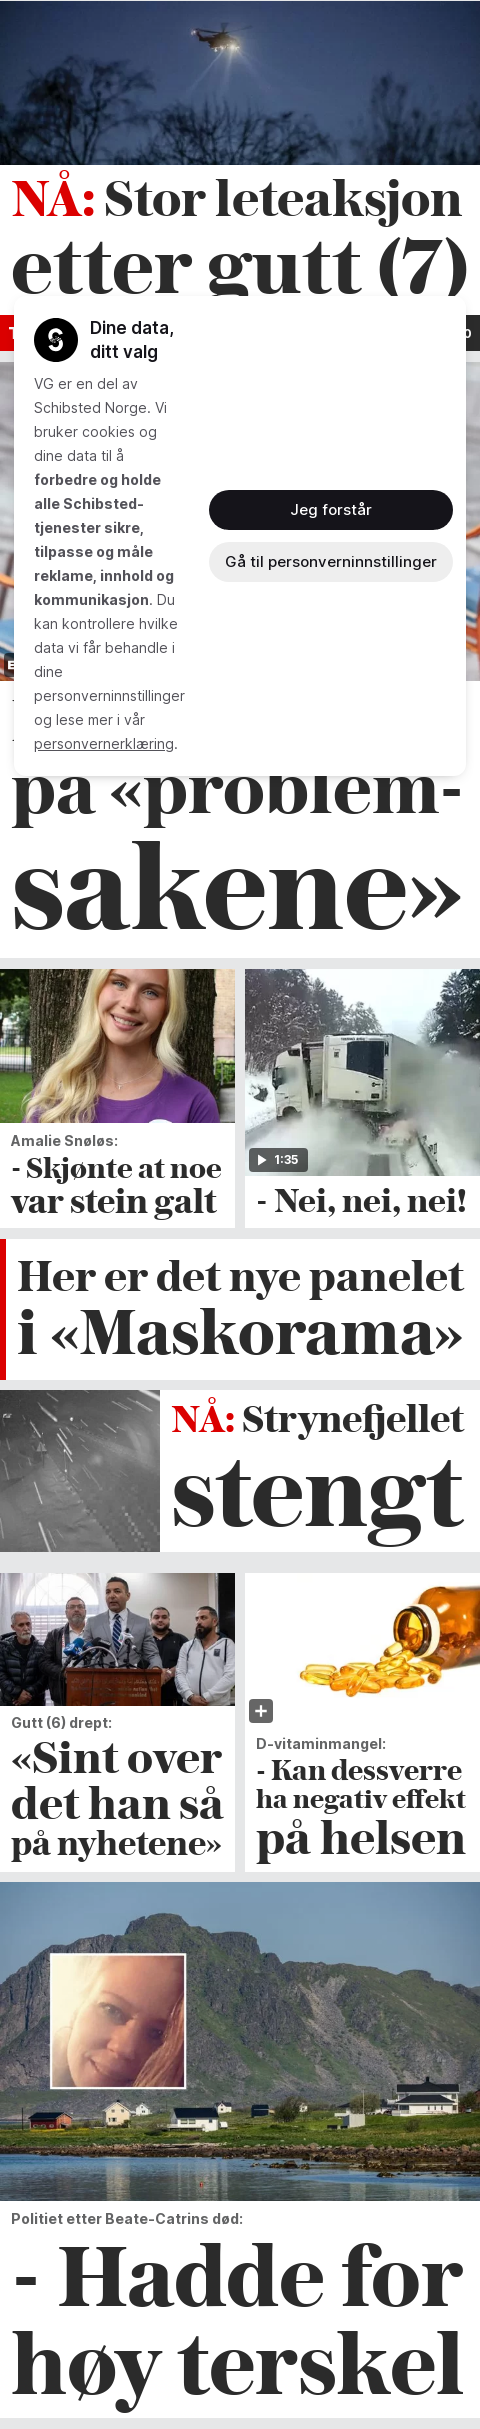 NÅ: Stor leteaksjon
etter gutt (7)
Dine data,
ditt valg
VG er en del av
Schibsted Norge. Vi
bruker cookies og
dine data til å
forbedre og holde
alle Schibsted-
tjenester sikre,
tilpasse og måle
reklame, innhold og
kommunikasjon. Du
kan kontrollere hvilke
data vi får behandle i
dine
personverninnstillinger
og lese mer i vår
personvernerklæring.
Jeg forstår
Gå til personverninnstillinger
på «problem-
sakene»
Amalie Snøløs:
- Skjønte at noe
var stein galt
1:35
- Nei, nei, nei!
Her er det nye panelet
i «Maskorama»
NÅ: Strynefjellet
stengt
Gutt (6) drept:
«Sint over
det han så
på nyhetene»
D-vitaminmangel:
- Kan dessverre
ha negativ effekt
på helsen
Politiet etter Beate-Catrins død:
- Hadde for
høy terskel